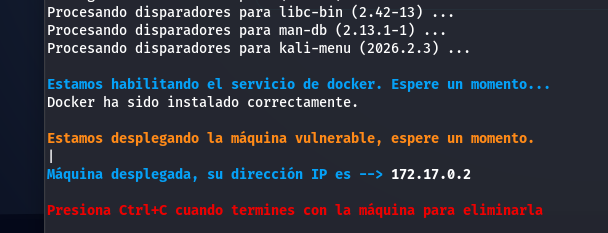 Procesando disparadores para libc-bin (2.42-13) ...
Procesando disparadores para man-db (2.13.1-1) ...
Procesando disparadores para kali-menu (2026.2.3) ...
Estamos habilitando el servicio de docker. Espere un momento...
Docker ha sido instalado correctamente.
Estamos desplegando la máquina vulnerable, espere un momento.
|
Máquina desplegada, su dirección IP es --> 172.17.0.2
Presiona Ctrl+C cuando termines con la máquina para eliminarla